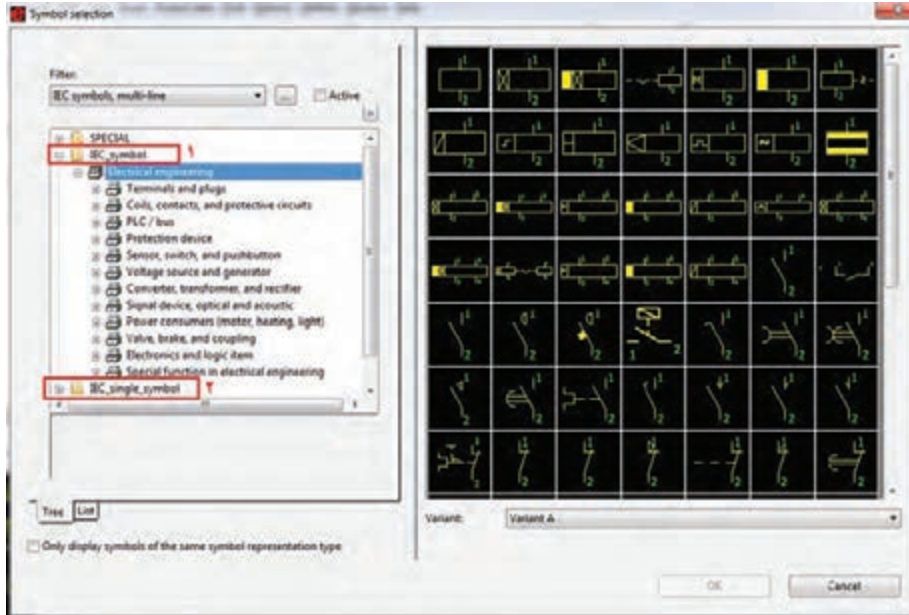 Symbol selection
Filter:
IEC symbols, multi-line
...
Active
SPECIAL
IEC_symbol ۱
Electrical engineering
Terminals and plugs
Coils, contacts, and protective circuits
PLC / bus
Protection device
Sensor, switch, and pushbutton
Voltage source and generator
Converter, transformer, and rectifier
Signal device, optical and acoustic
Power consumers (motor, heating, light)
Valve, brake, and coupling
Electronics and logic item
Special function in electrical engineering
IEC_single_symbol ۲
Tree List
Only display symbols of the same symbol representation type
Variant: Variant A
OK Cancel